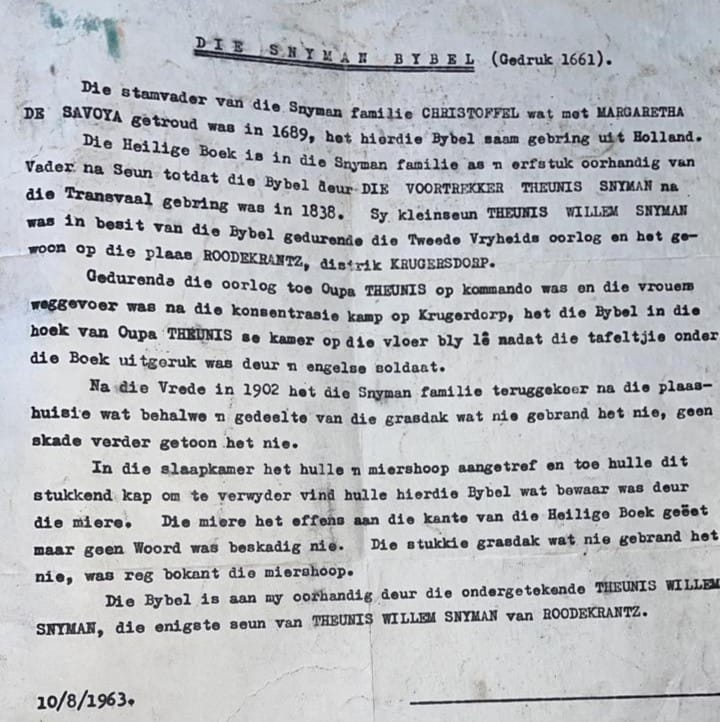 DIE SNYMAN BYBEL (Gedruk 1661).
Die stamvader van die Snyman familie CHRISTOFFEL wat met MARGARETHA
DE SAVOYA getroud was in 1689, het hierdie Bybel saam gebring uit Holland.
Die Heilige Boek is in die Snyman familie as 'n erfstuk oorhandig van
Vader na Seun totdat die Bybel deur DIE VOORTREKKER THEUNIS SNYMAN na
die Transvaal gebring was in 1838. Sy kleinseun THEUNIS WILLEM SNYMAN
was in besit van die Bybel gedurende die Tweede Vryheids oorlog en het ge-
woon op die plaas ROODEKRANTZ, distrik KRUGERSDORP.
Gedurende die oorlog toe Oupa THEUNIS op kommando was en die vrouens
weggevoer was na die konsentrasie kamp op Krugerdorp, het die Bybel in die
hoek van Oupa THEUNIS se kamer op die vloer bly lê nadat die tafeltjie onder
die Boek uitgeruk was deur 'n engelse soldaat.
Na die Vrede in 1902 het die Snyman familie teruggekeer na die plaas-
huisie wat behalwe 'n gedeelte van die grasdak wat nie gebrand het nie, geen
skade verder getoon het nie.
In die slaapkamer het hulle 'n miershoop aangetref en toe hulle dit
stukkend kap om te verwyder vind hulle hierdie Bybel wat bewaar was deur
die miere. Die miere het effens aan die kante van die Heilige Boek geëet
maar geen Woord was beskadig nie. Die stukkie grasdak wat nie gebrand het
nie, was reg bokant die miershoop.
Die Bybel is aan my oorhandig deur die ondergetekende THEUNIS WILLEM
SNYMAN, die enigste seun van THEUNIS WILLEM SNYMAN van ROODEKRANTZ.
10/8/1963.